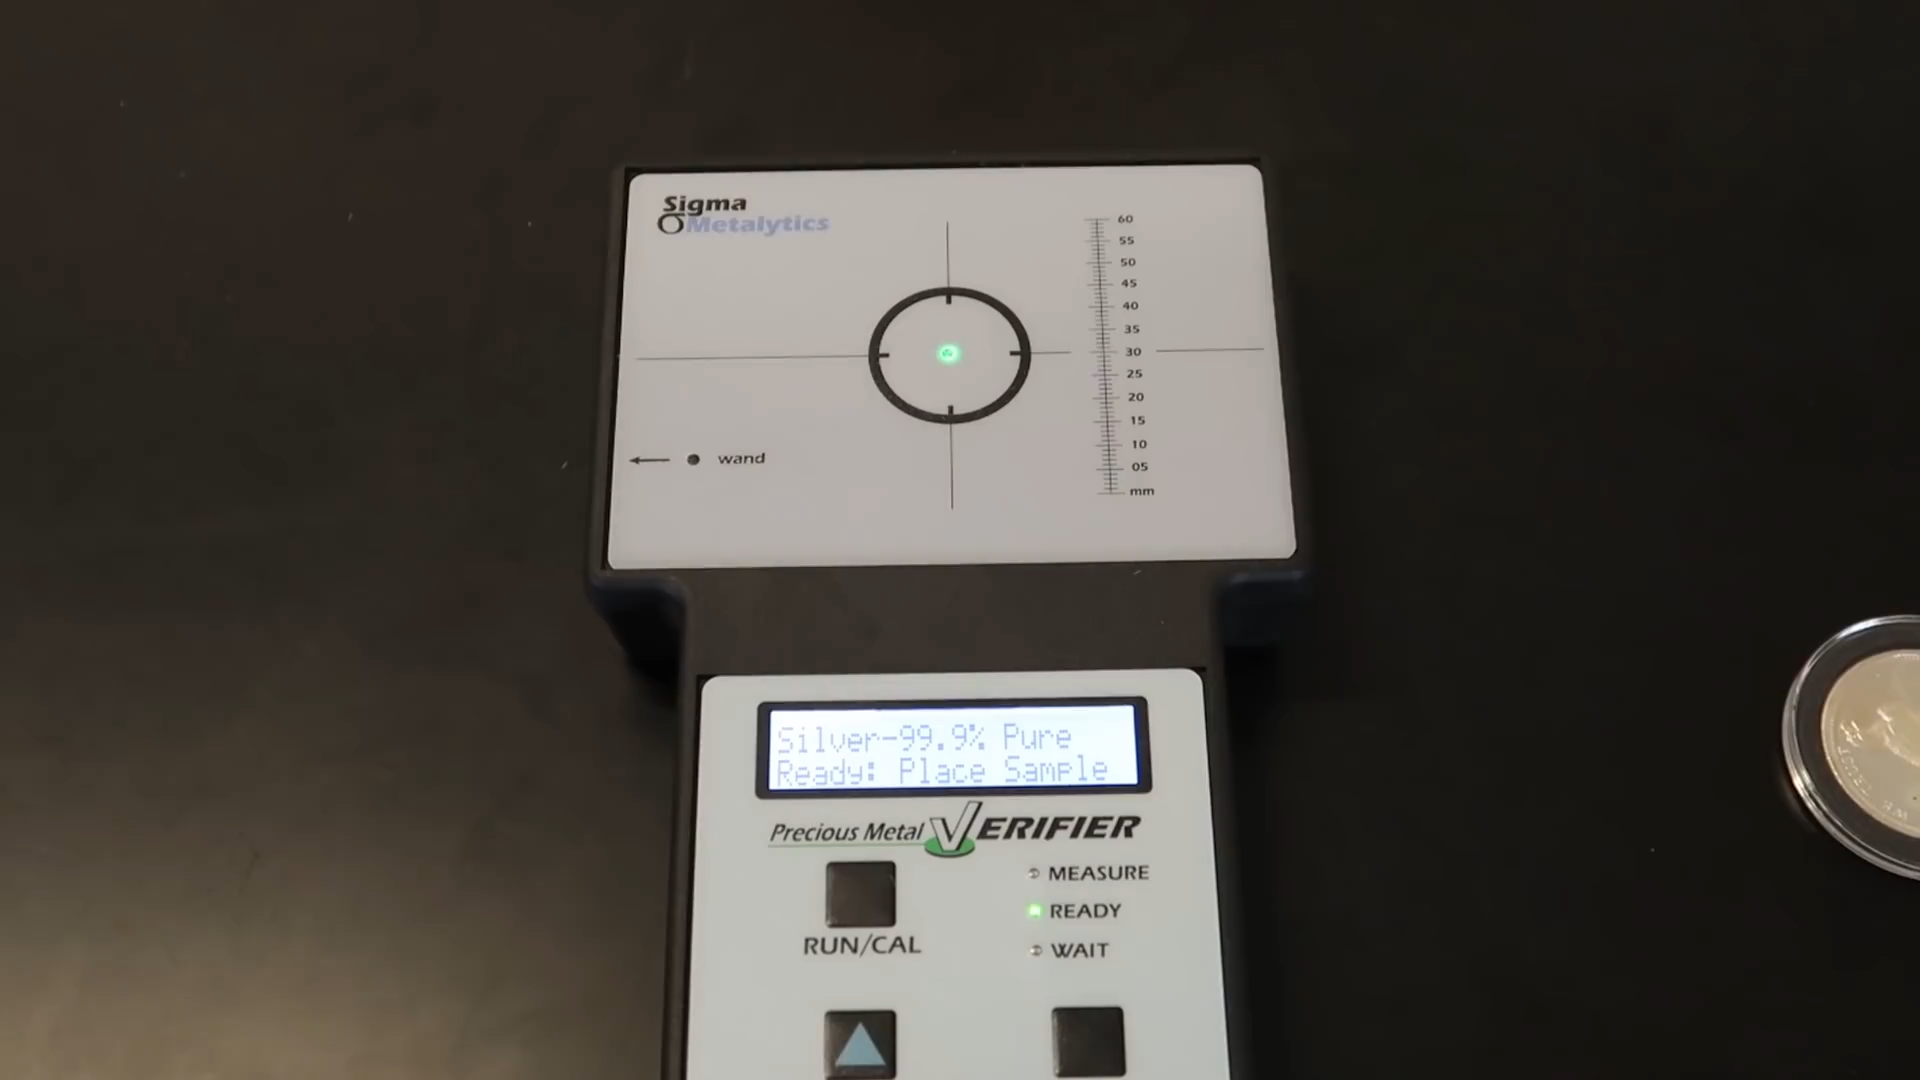 Sigma
Metalytics
60
55
50
45
40
35
30
25
20
15
10
05
mm
wand
Silver-99.9% Pure
Ready: Place Sample
Precious Metal VERIFIER
MEASURE
READY
WAIT
RUN/CAL